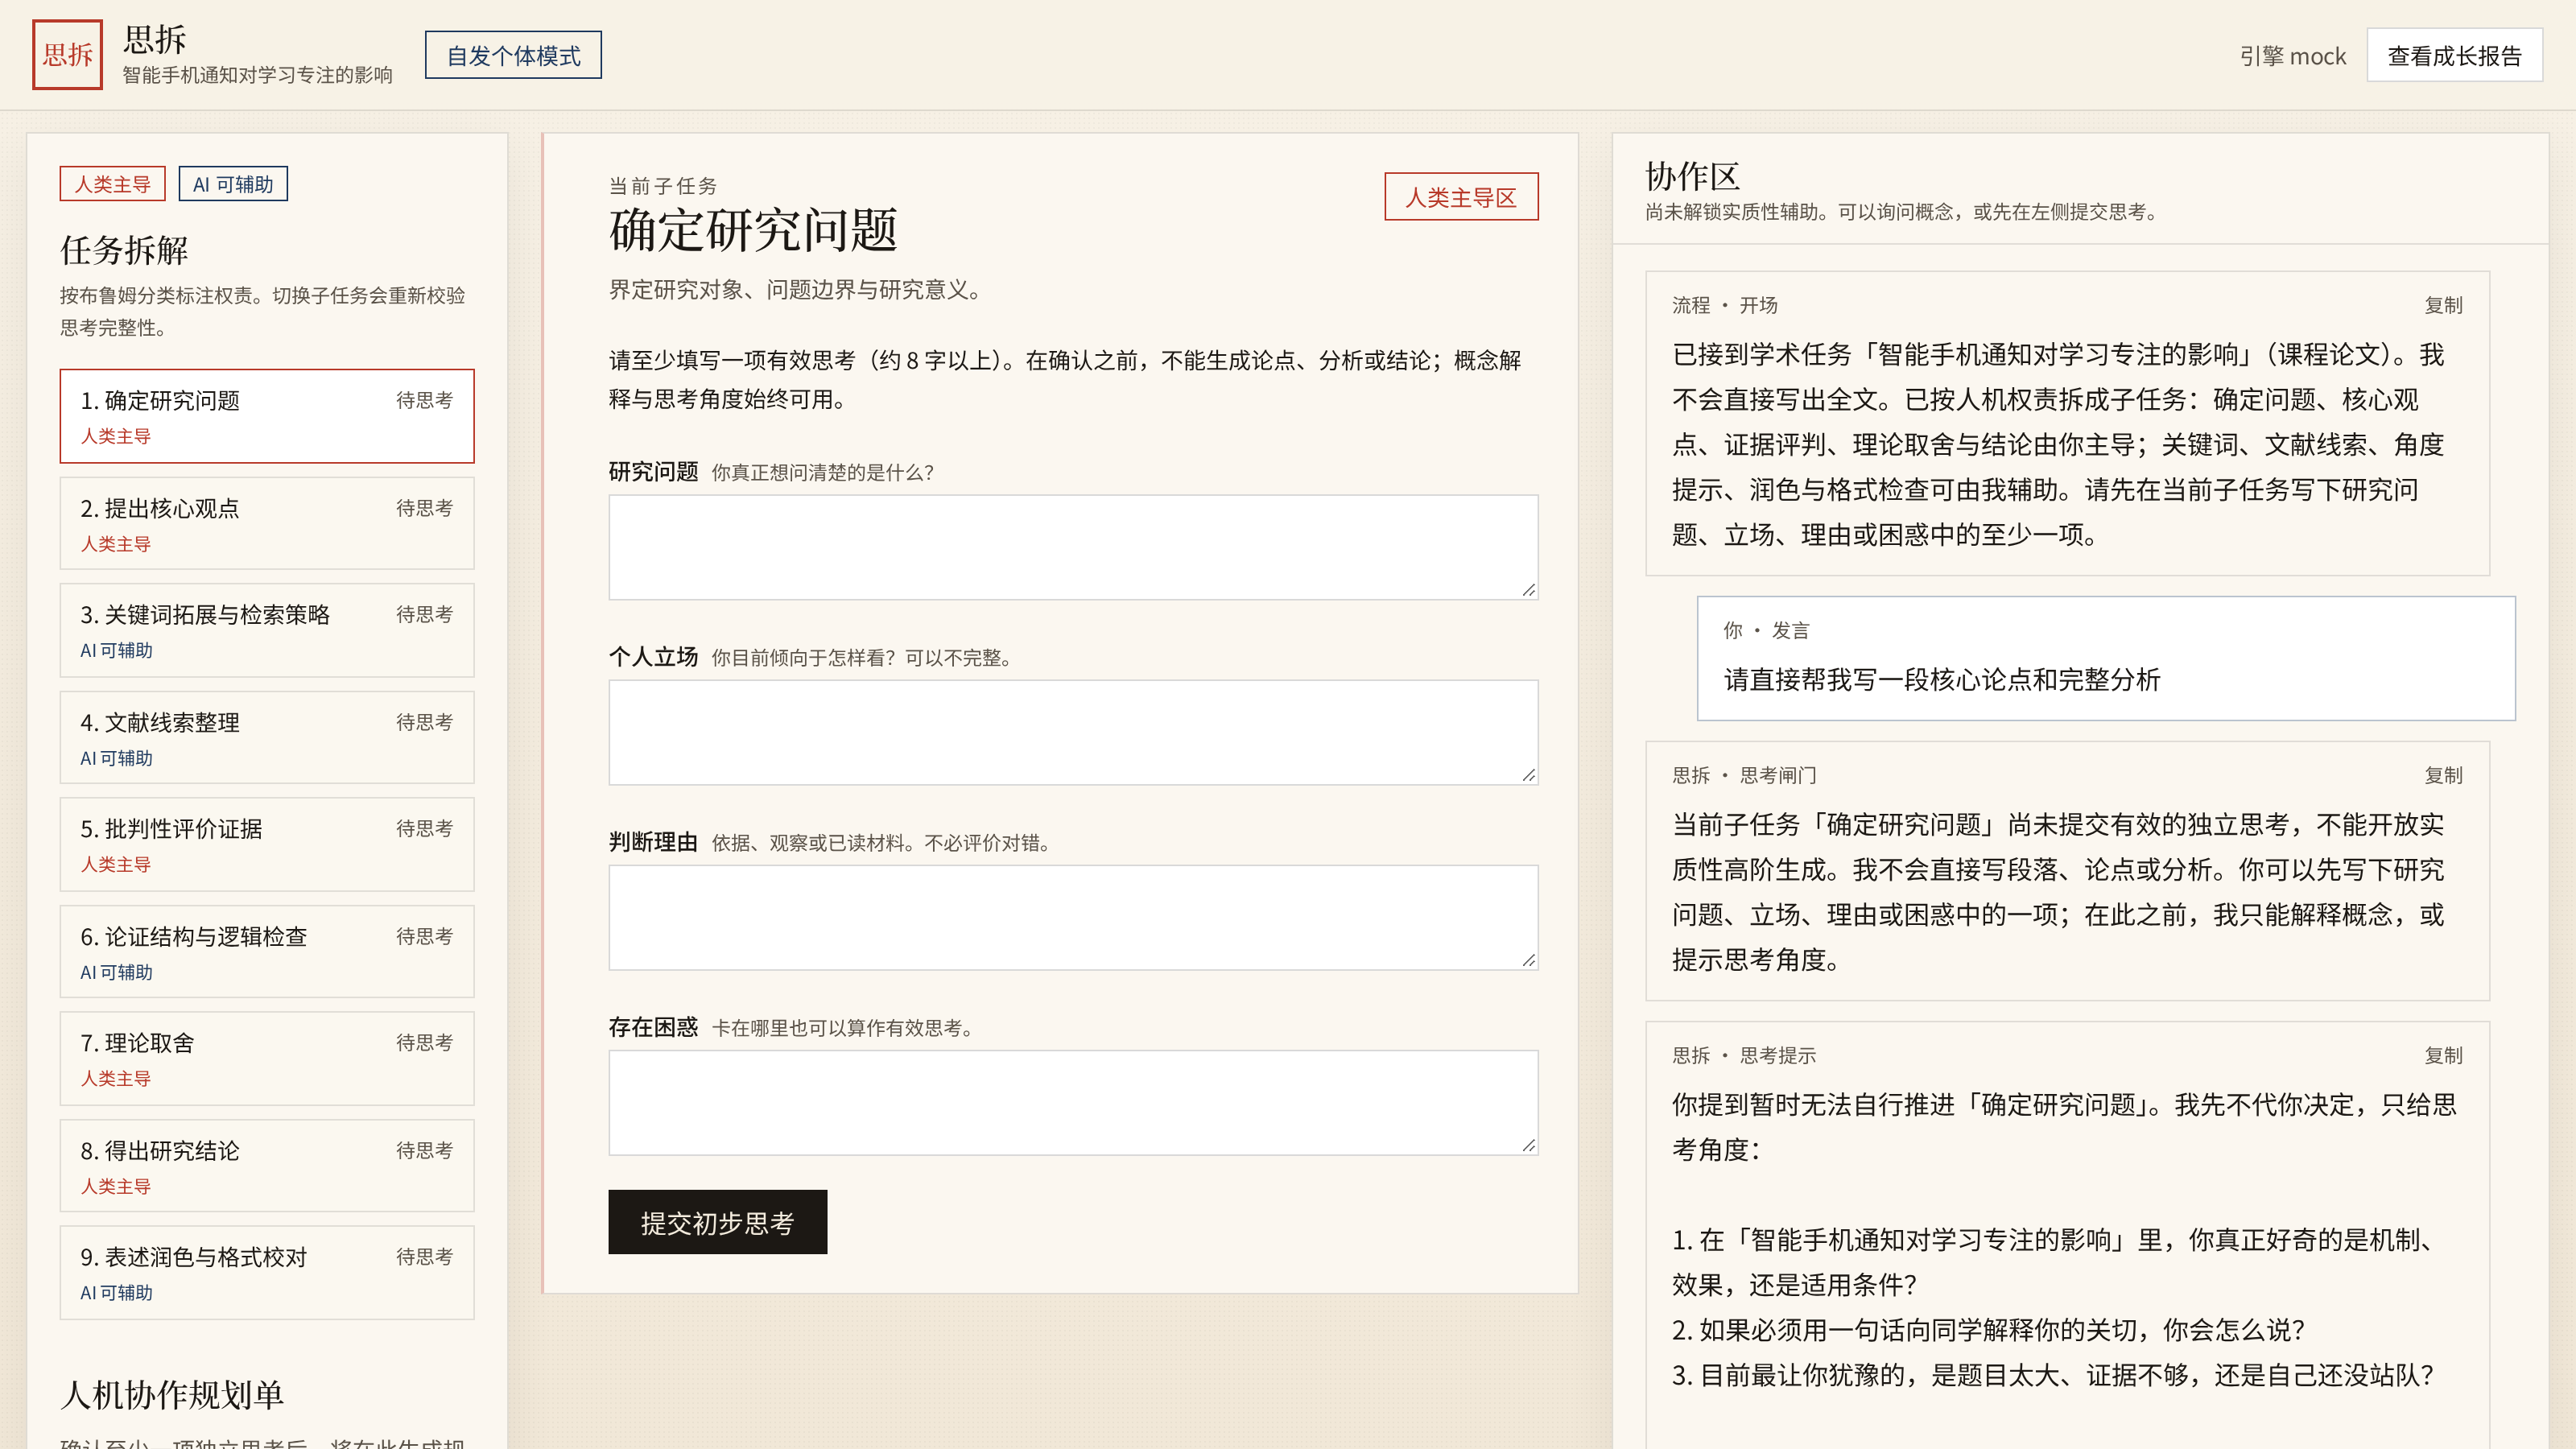 思拆
思拆
智能手机通知对学习专注的影响
自发个体模式
引擎 mock
查看成长报告
人类主导
AI 可辅助
任务拆解
按布鲁姆分类标注权责。切换子任务会重新校验
思考完整性。
1. 确定研究问题
待思考
人类主导
2. 提出核心观点
待思考
人类主导
3. 关键词拓展与检索策略
待思考
AI 可辅助
4. 文献线索整理
待思考
AI 可辅助
5. 批判性评价证据
待思考
人类主导
6. 论证结构与逻辑检查
待思考
AI 可辅助
7. 理论取舍
待思考
人类主导
8. 得出研究结论
待思考
人类主导
9. 表述润色与格式校对
待思考
AI 可辅助
人机协作规划单
确认至少一项独立思考后，将在此生成规
当前子任务
确定研究问题
人类主导区
界定研究对象、问题边界与研究意义。
请至少填写一项有效思考（约 8 字以上）。在确认之前，不能生成论点、分析或结论；概念解
释与思考角度始终可用。
研究问题 你真正想问清楚的是什么？
个人立场 你目前倾向于怎样看？可以不完整。
判断理由 依据、观察或已读材料。不必评价对错。
存在困惑 卡在哪里也可以算作有效思考。
提交初步思考
协作区
尚未解锁实质性辅助。可以询问概念，或先在左侧提交思考。
流程 · 开场
复制
已接到学术任务「智能手机通知对学习专注的影响」（课程论文）。我
不会直接写出全文。已按人机权责拆成子任务：确定问题、核心观
点、证据评判、理论取舍与结论由你主导；关键词、文献线索、角度
提示、润色与格式检查可由我辅助。请先在当前子任务写下研究问
题、立场、理由或困惑中的至少一项。
你 · 发言
请直接帮我写一段核心论点和完整分析
思拆 · 思考闸门
复制
当前子任务「确定研究问题」尚未提交有效的独立思考，不能开放实
质性高阶生成。我不会直接写段落、论点或分析。你可以先写下研究
问题、立场、理由或困惑中的一项；在此之前，我只能解释概念，或
提示思考角度。
思拆 · 思考提示
复制
你提到暂时无法自行推进「确定研究问题」。我先不代你决定，只给思
考角度：
1. 在「智能手机通知对学习专注的影响」里，你真正好奇的是机制、
效果，还是适用条件？
2. 如果必须用一句话向同学解释你的关切，你会怎么说？
3. 目前最让你犹豫的，是题目太大、证据不够，还是自己还没站队？